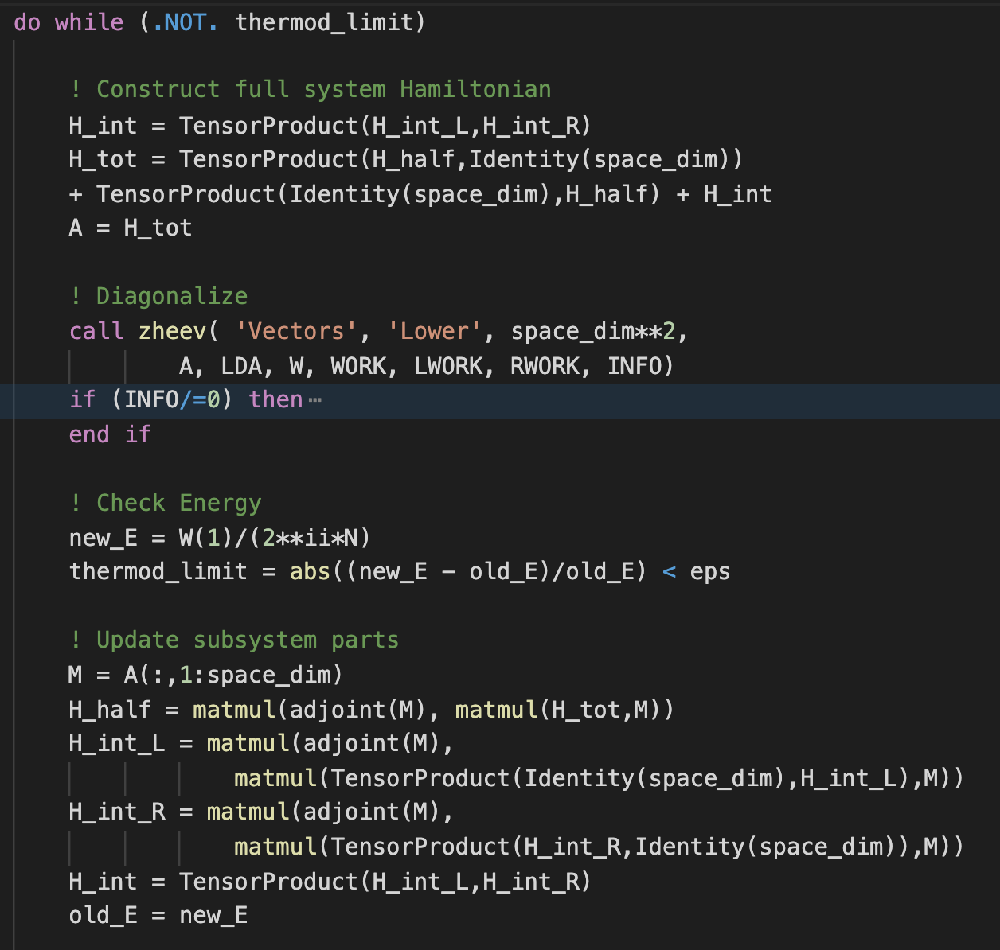 do while (.NOT. thermod_limit)
! Construct full system Hamiltonian
H_int = TensorProduct(H_int_L,H_int_R)
H_tot = TensorProduct(H_half,Identity(space_dim))
+ TensorProduct(Identity(space_dim),H_half) + H_int
A = H_tot
! Diagonalize
call zheev( 'Vectors', 'Lower', space_dim**2,
A, LDA, W, WORK, LWORK, RWORK, INFO)
if (INFO/=0) then⋯
end if
! Check Energy
new_E = W(1)/(2**ii*N)
thermod_limit = abs((new_E - old_E)/old_E) < eps
! Update subsystem parts
M = A(:,1:space_dim)
H_half = matmul(adjoint(M), matmul(H_tot,M))
H_int_L = matmul(adjoint(M),
matmul(TensorProduct(Identity(space_dim),H_int_L),M))
H_int_R = matmul(adjoint(M),
matmul(TensorProduct(H_int_R,Identity(space_dim)),M))
H_int = TensorProduct(H_int_L,H_int_R)
old_E = new_E